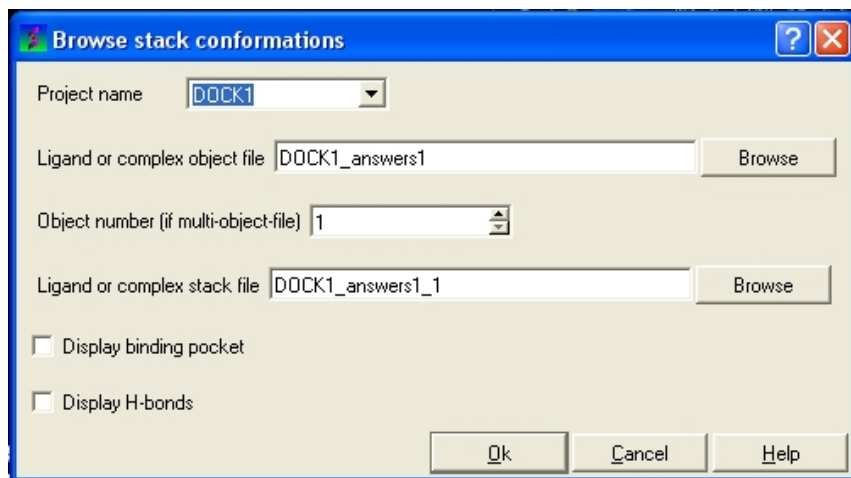 Browse stack conformations
Project name DOCK1
Ligand or complex object file DOCK1_answers1 Browse
Object number (if multi-object-file) 1
Ligand or complex stack file DOCK1_answers1_1 Browse
Display binding pocket
Display H-bonds
Ok Cancel Help